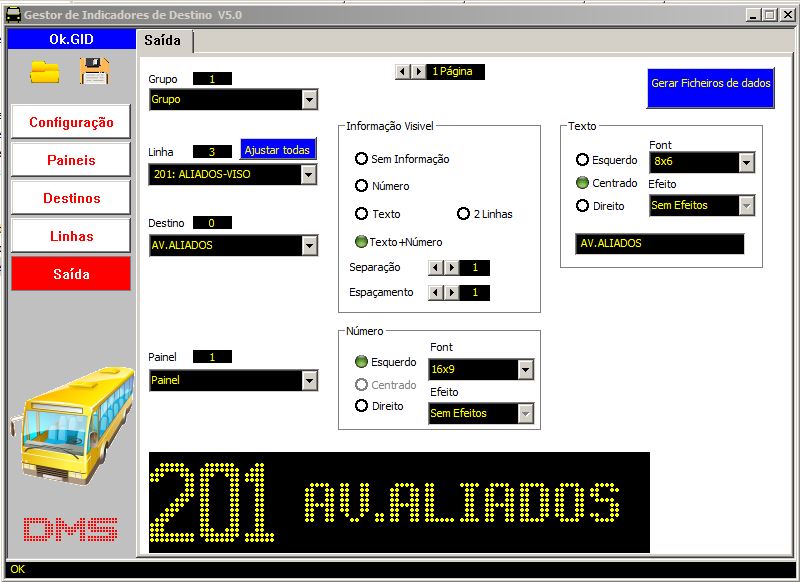 Gestor de Indicadores de Destino V5.0
Ok.GID
Saída
Configuração
Paineis
Destinos
Linhas
Saída
DMS
Grupo 1
Grupo
1 Página
Gerar Ficheiros de dados
Linha 3 Ajustar todas
201: ALIADOS-VISO
Destino 0
AV.ALIADOS
Painel 1
Painel
Informação Visivel
Sem Informação
Número
Texto 2 Linhas
Texto+Número
Separação 1
Espaçamento 1
Texto
Esquerdo
Centrado
Direito
Font
8x6
Efeito
Sem Efeitos
AV.ALIADOS
Número
Esquerdo
Centrado
Direito
Font
16x9
Efeito
Sem Efeitos
201 AV.ALIADOS
OK